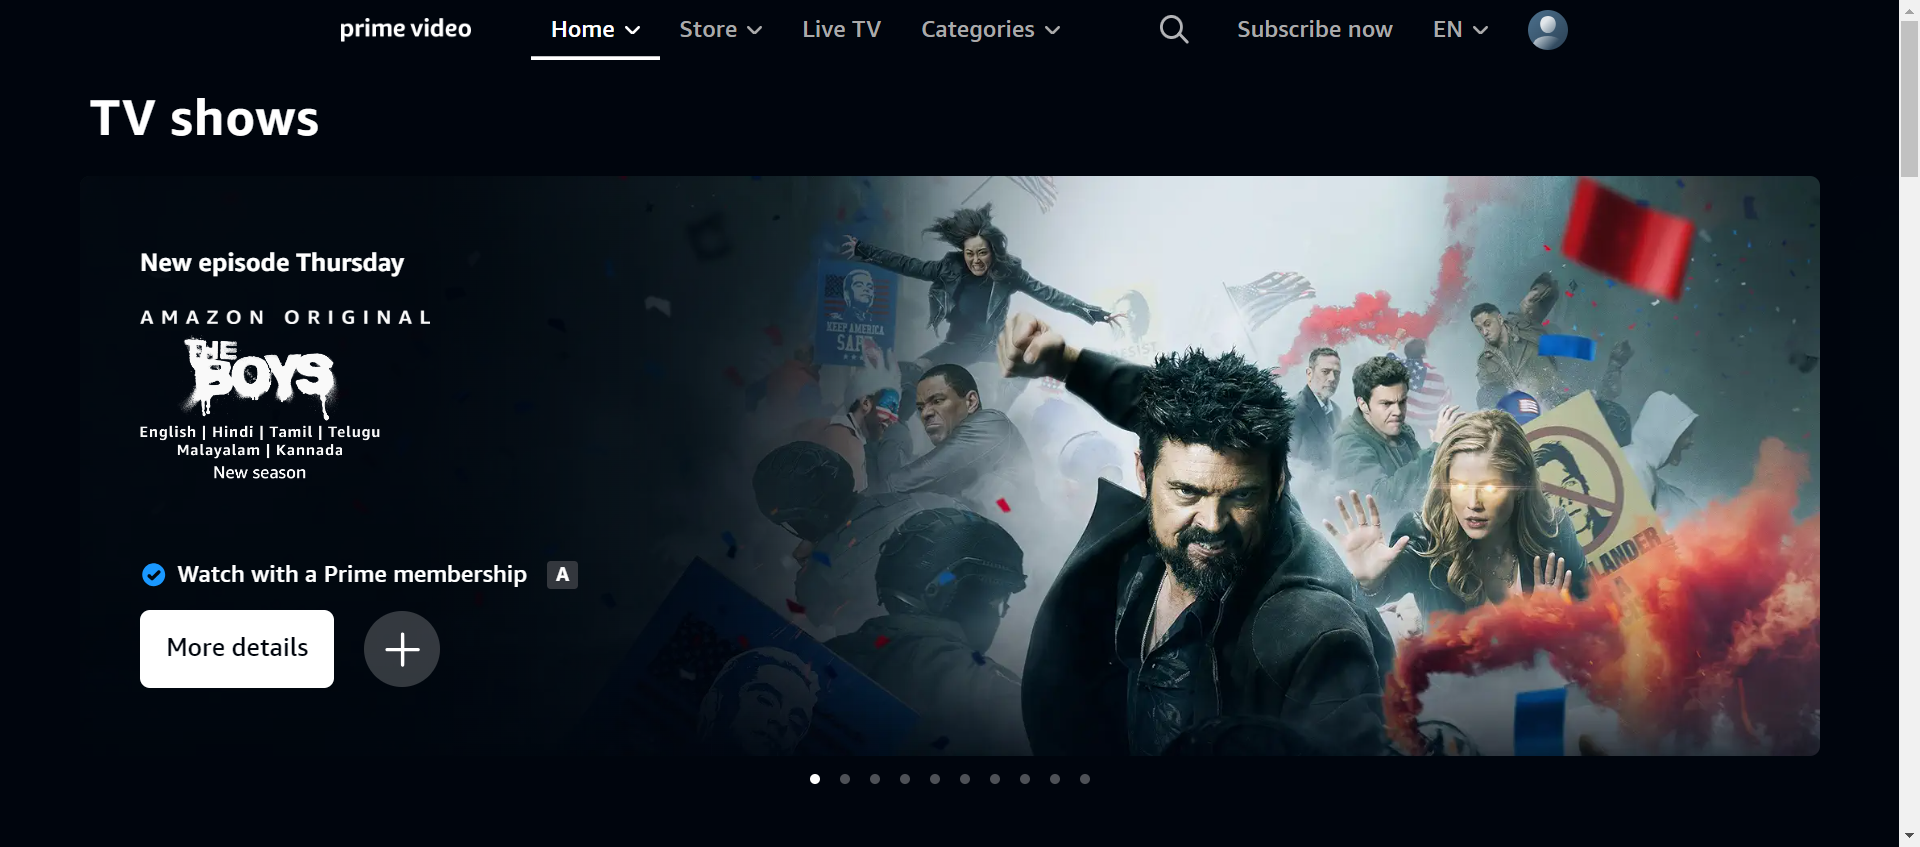 prime video
Home
Store
Live TV
Categories
Subscribe now
EN
TV shows
New episode Thursday
AMAZON ORIGINAL
THE
BOYS
English | Hindi | Tamil | Telugu
Malayalam | Kannada
New season
Watch with a Prime membership
A
More details
KEEP AMERICA
SAFE
RESIST
LANDER